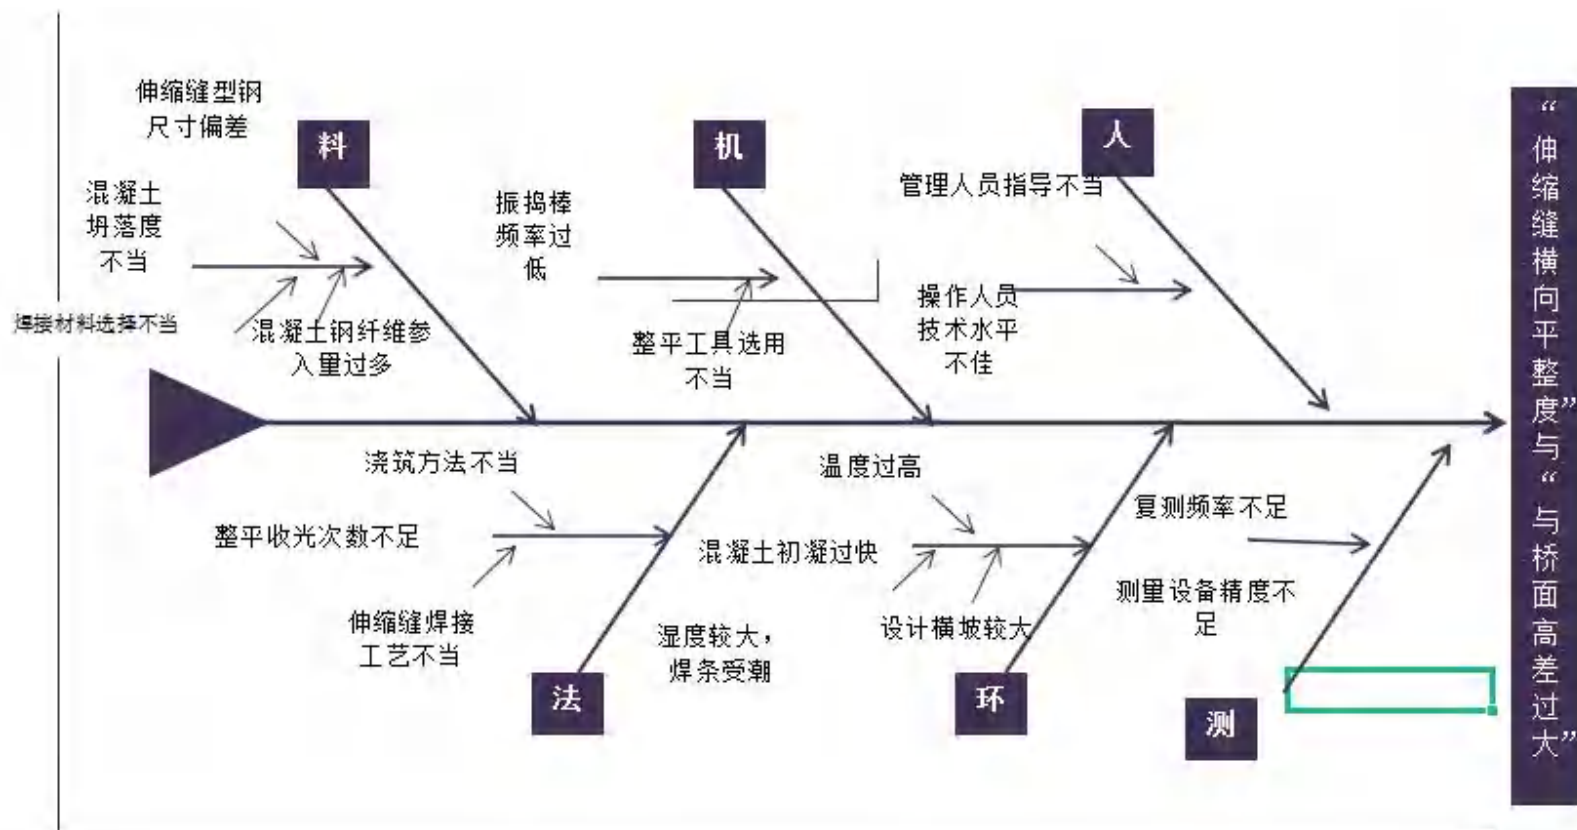 伸缩缝型钢
尺寸偏差
料
机
人
混凝土
坍落度
不当
振捣棒
频率过
低
管理人员指导不当
焊接材料选择不当
混凝土钢纤维参
入量过多
整平工具选用
不当
操作人员
技术水平
不佳
浇筑方法不当
温度过高
复测频率不足
整平收光次数不足
混凝土初凝过快
测量设备精度不
足
伸缩缝焊接
工艺不当
湿度较大，
焊条受潮
设计横坡较大
法
环
测
“伸缩缝横向平整度”与“与桥面高差过大”